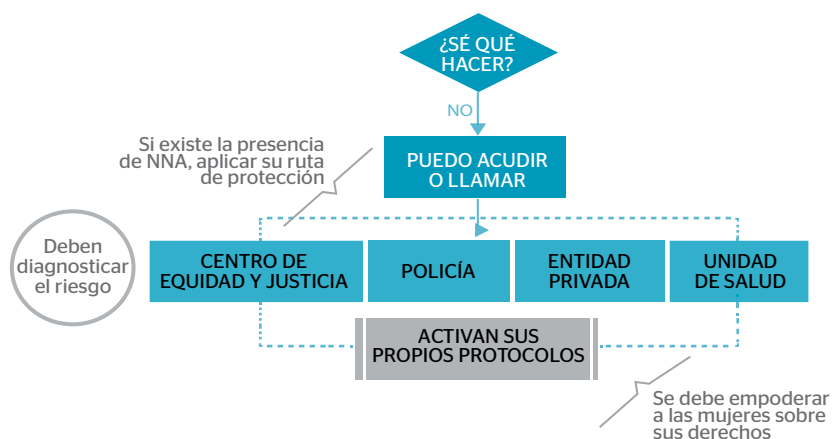 ¿SÉ QUÉ
HACER?
NO
Si existe la presencia
de NNA, aplicar su ruta
de protección
PUEDO ACUDIR
O LLAMAR
Deben
diagnosticar
el riesgo
CENTRO DE
EQUIDAD Y JUSTICIA
POLICÍA
ENTIDAD
PRIVADA
UNIDAD
DE SALUD
ACTIVAN SUS
PROPIOS PROTOCOLOS
Se debe empoderar
a las mujeres sobre
sus derechos